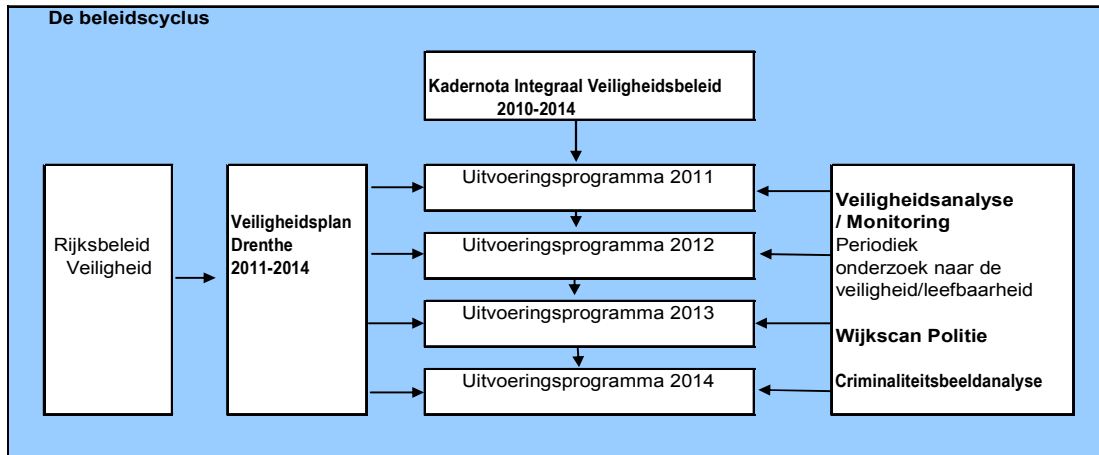 De beleidscyclus
Kadernota Integraal Veiligheidsbeleid
2010-2014
Rijksbeleid
Veiligheid
Veiligheidsplan
Drenthe
2011-2014
Uitvoeringsprogramma 2011
Uitvoeringsprogramma 2012
Uitvoeringsprogramma 2013
Uitvoeringsprogramma 2014
Veiligheidsanalyse
/ Monitoring
Periodiek
onderzoek naar de
veiligheid/leefbaarheid
Wijkscan Politie
Criminaliteitsbeeldanalyse